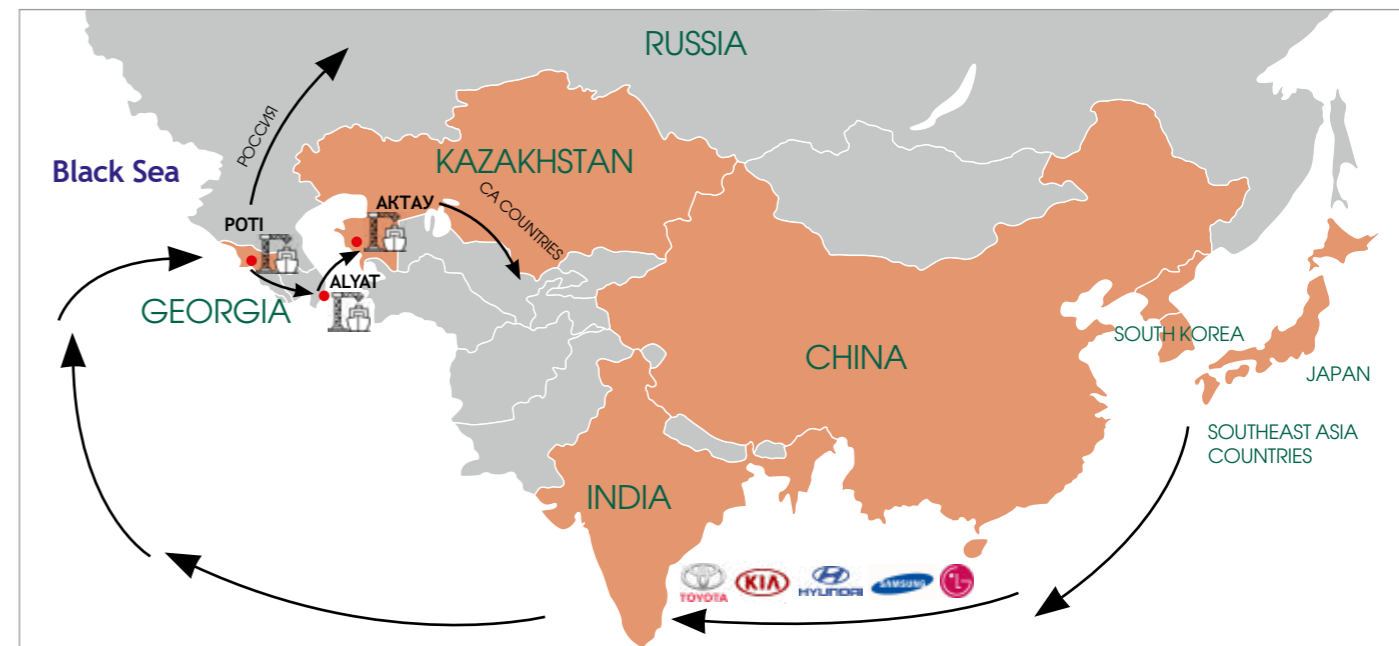 RUSSIA
РОССИЯ
Black Sea
KAZAKHSTAN
АКТАУ
CA COUNTRIES
POTI
ALYAT
GEORGIA
CHINA
SOUTH KOREA
JAPAN
SOUTHEAST ASIA
COUNTRIES
INDIA
TOYOTA
KIA
HYUNDAI
SAMSUNG
LG